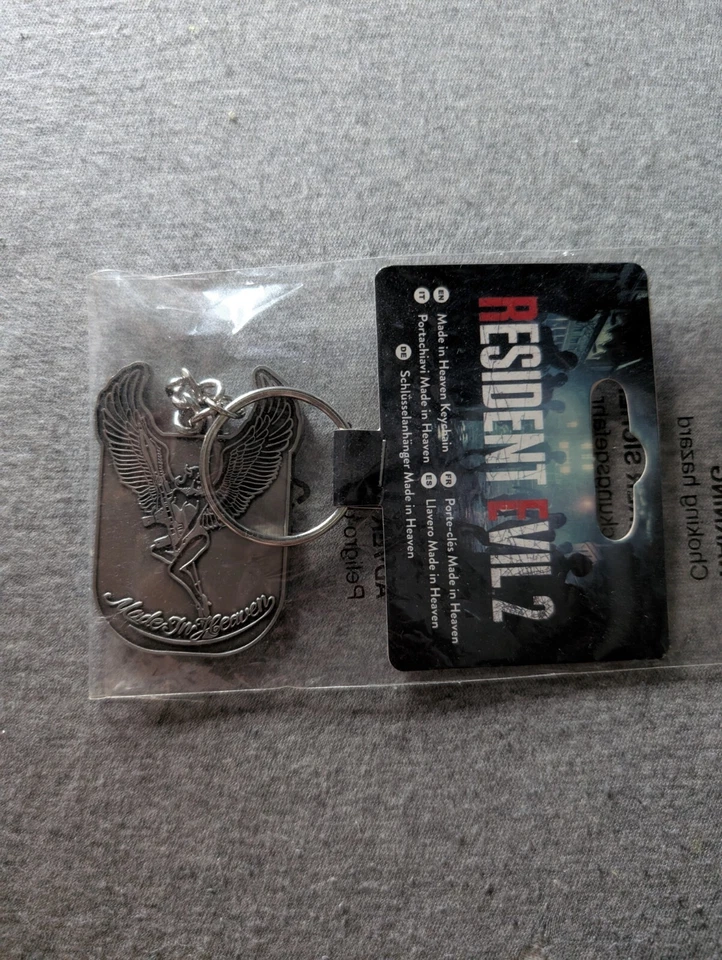 RESIDENT EVIL 2
EN Made in Heaven Keychain
FR Porte-clés Made in Heaven
IT Portachiavi Made in Heaven
ES Llavero Made in Heaven
DE Schlüsselanhänger Made in Heaven
Made In Heaven
Choking hazard